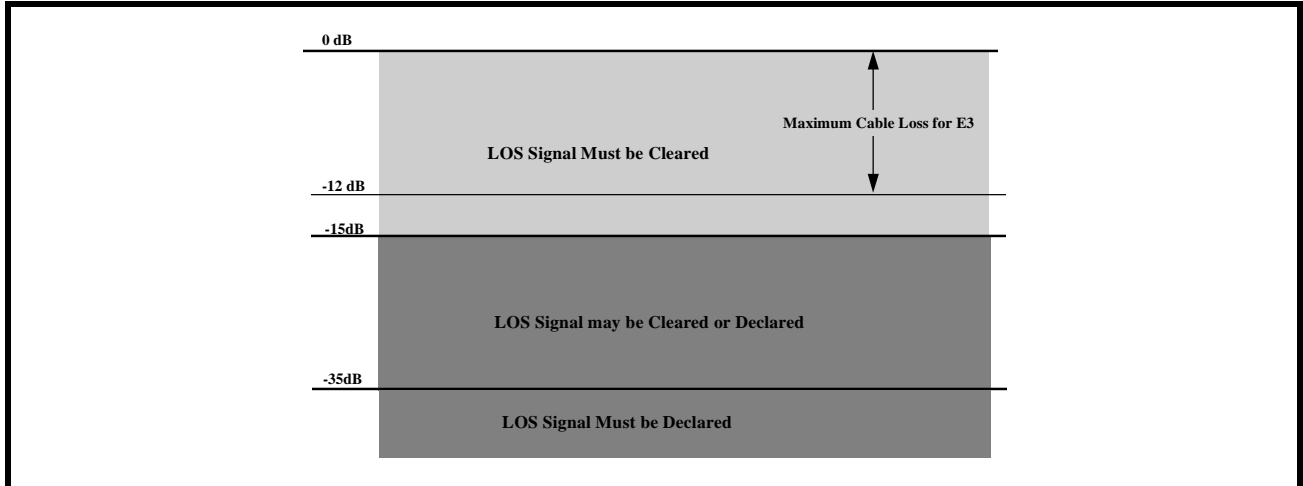 0 dB
Maximum Cable Loss for E3
LOS Signal Must be Cleared
-12 dB
-15dB
LOS Signal may be Cleared or Declared
-35dB
LOS Signal Must be Declared